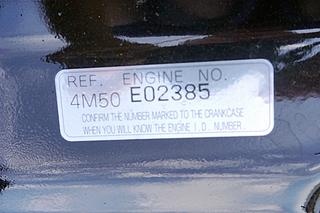 REF. ENGINE NO.
4M50 E02385
CONFIRM THE NUMBER MARKED TO THE CRANKCASE
WHEN YOU WILL KNOW THE ENGINE I.D. NUMBER